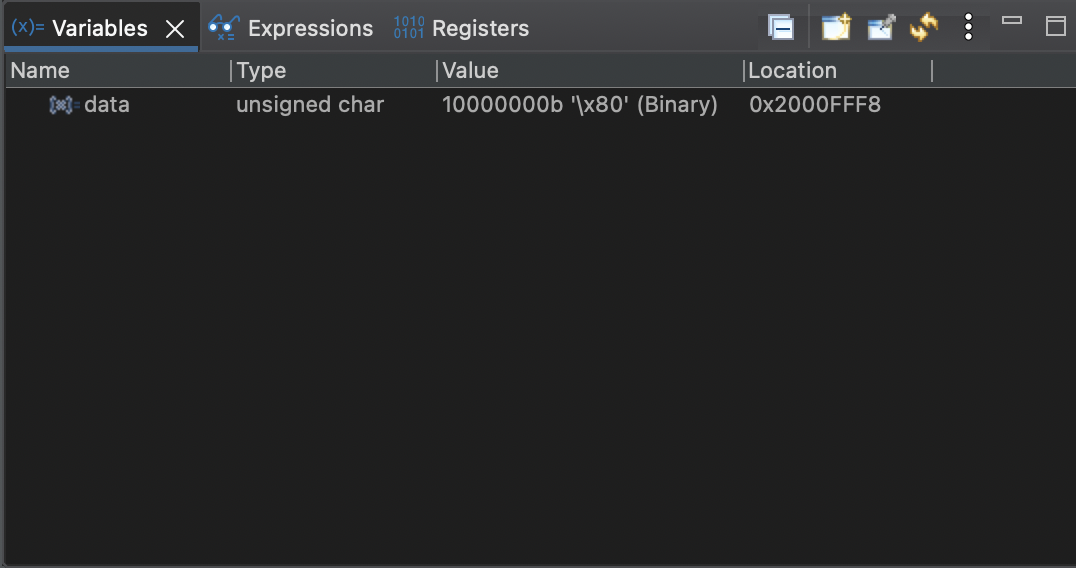 (x)= Variables Expressions 1010 0101 Registers
Name Type Value Location
data unsigned char 10000000b '\x80' (Binary) 0x2000FFF8